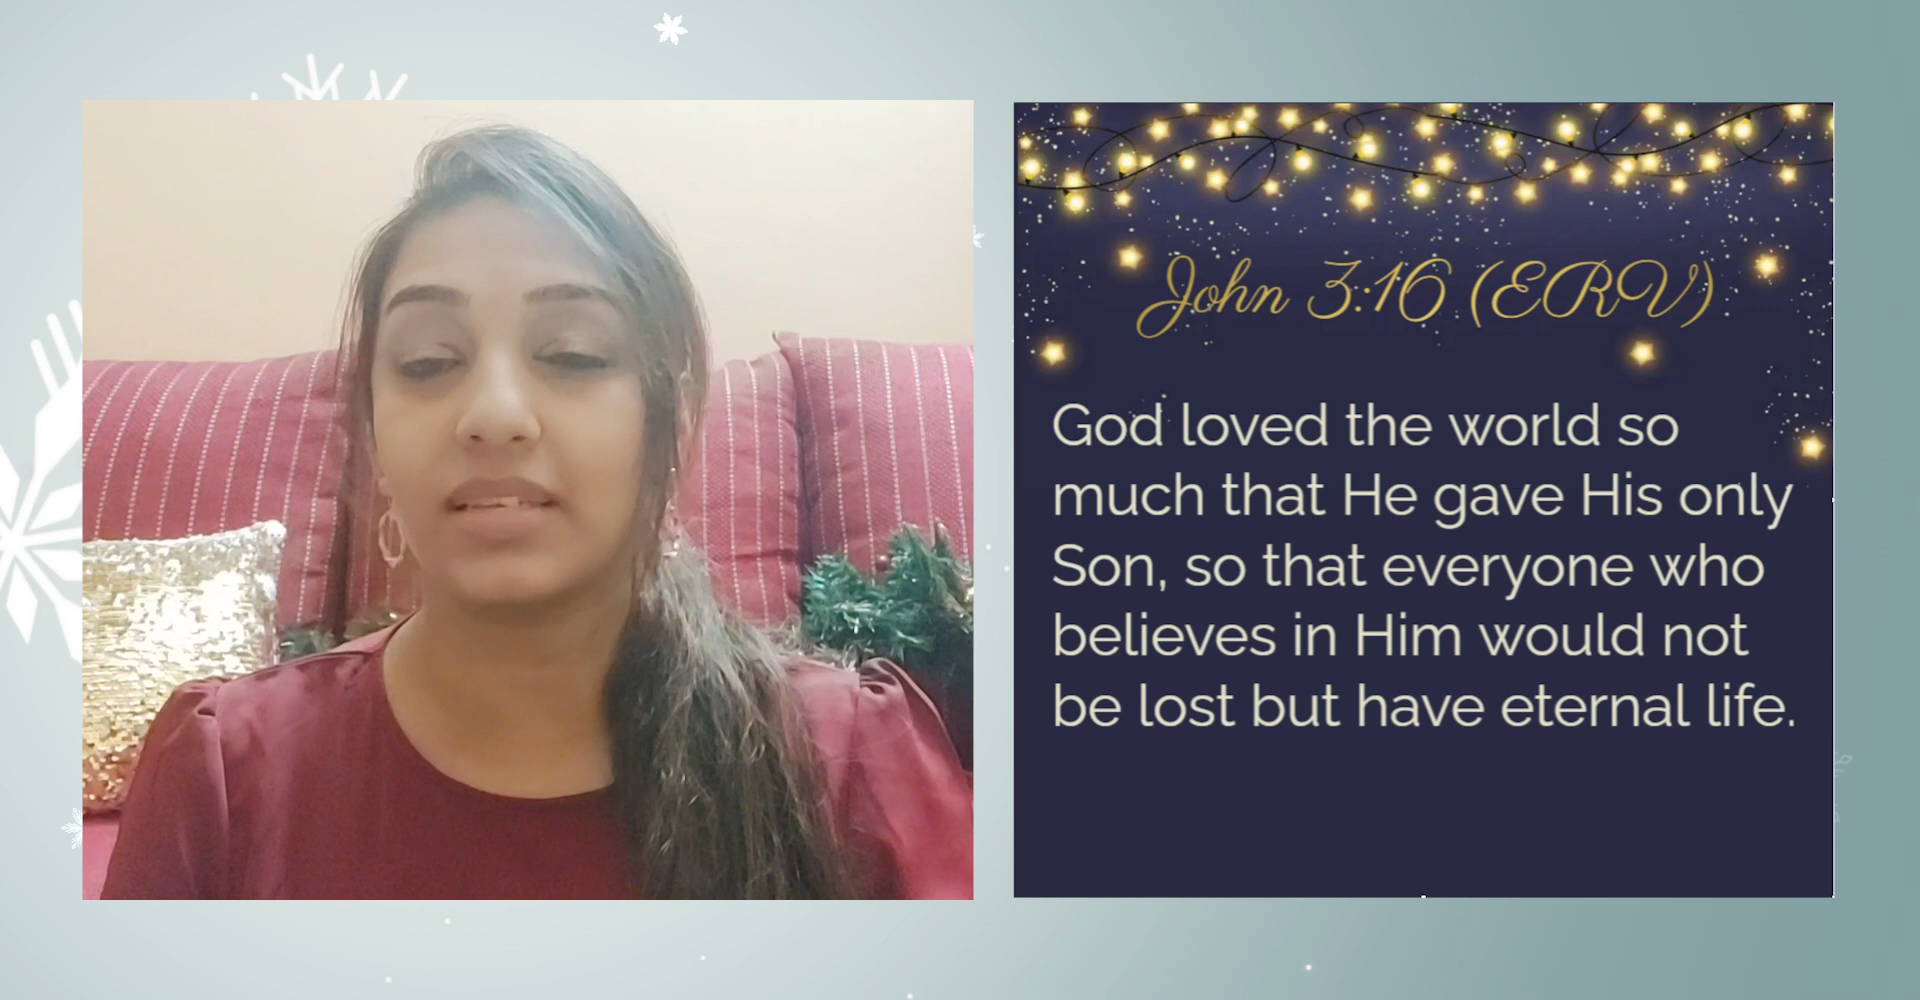 John 3:16 (ERV)
God loved the world so
much that He gave His only
Son, so that everyone who
believes in Him would not
be lost but have eternal life.